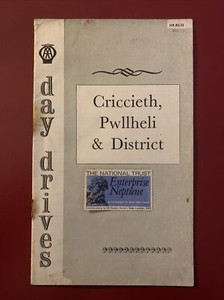 AA
day drives
Criccieth,
Pwllheli
& District
THE NATIONAL TRUST
Enterprise
Neptune